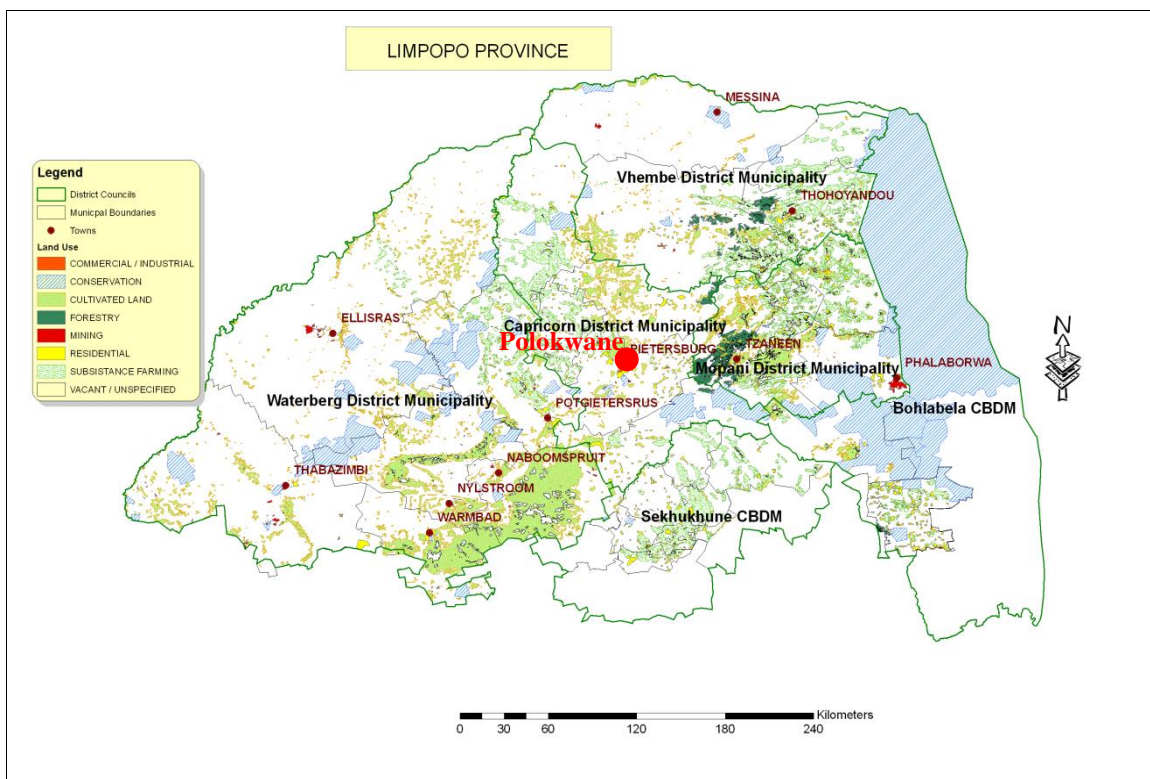 LIMPOPO PROVINCE
MESSINA
Legend
District Councils
Municpal Boundaries
Towns
Land Use
COMMERCIAL / INDUSTRIAL
CONSERVATION
CULTIVATED LAND
FORESTRY
MINING
RESIDENTIAL
SUBSISTANCE FARMING
VACANT / UNSPECIFIED
Vhembe District Municipality
THOHOYANDOU
ELLISRAS
Capricorn District Municipality
Polokwane
PIETERSBURG
TZANEEN
Mopani District Municipality
PHALABORWA
N
Waterberg District Municipality
POTGIETERSRUS
Bohlabela CBDM
NABOOMSPRUIT
THABAZIMBI
NYLSTROOM
WARMBAD
Sekhukhune CBDM
Kilometers
0 30 60 120 180 240